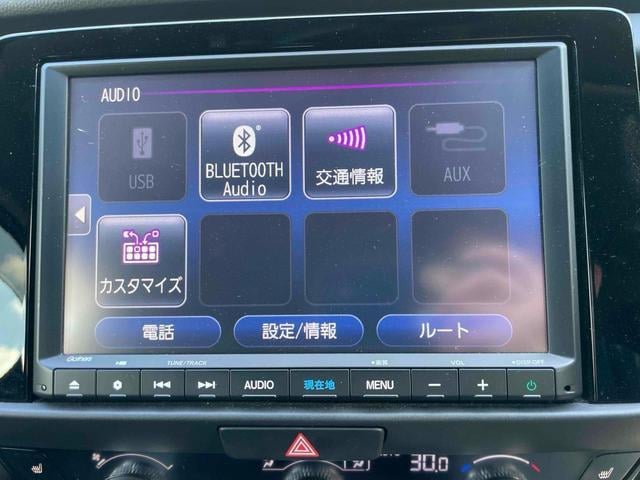 AUDIO
USB
BLUETOOTH
Audio
交通情報
AUX
カスタマイズ
電話
設定/情報
ルート
Gathers
TUNE/TRACK
VOL
DISP.OFF
AUDIO
現在地
MENU
30.0